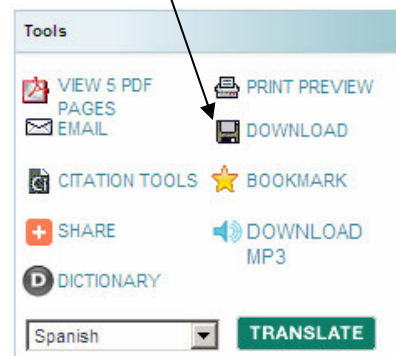 Tools
VIEW 5 PDF
PAGES
PRINT PREVIEW
EMAIL
DOWNLOAD
CITATION TOOLS
BOOKMARK
SHARE
DOWNLOAD
MP3
D DICTIONARY
Spanish
TRANSLATE